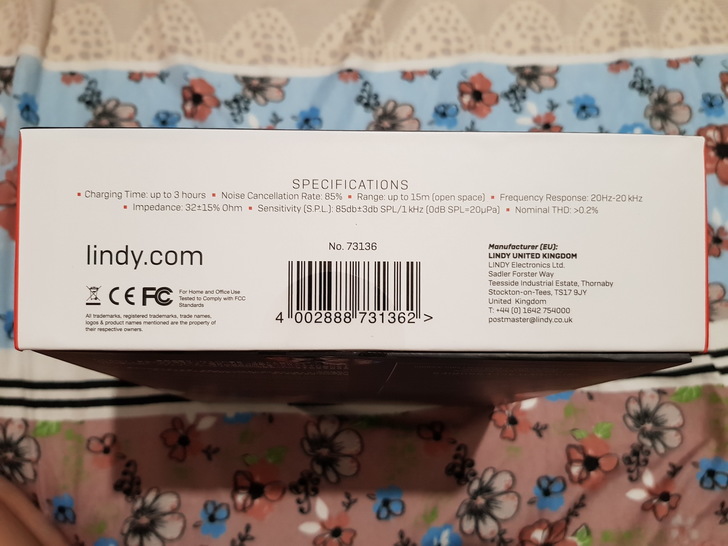 SPECIFICATIONS
▪ Charging Time: up to 3 hours ▪ Noise Cancellation Rate: 85% ▪ Range: up to 15m (open space) ▪ Frequency Response: 20Hz-20 kHz
▪ Impedance: 32±15% Ohm ▪ Sensitivity (S.P.L.): 85db±3db SPL/1 kHz (0dB SPL=20µPa) ▪ Nominal THD: >0.2%
lindy.com
CE FC
For Home and Office Use
Tested to Comply with FCC
Standards
All trademarks, registered trademarks, trade names,
logos & product names mentioned are the property of
their respective owners.
No. 73136
4 002888 731362 >
Manufacturer (EU):
LINDY UNITED KINGDOM
LINDY Electronics Ltd.
Sadler Forster Way
Teesside Industrial Estate, Thornaby
Stockton-on-Tees, TS17 9JY
United Kingdom
T: +44 (0) 1642 754000
postmaster@lindy.co.uk